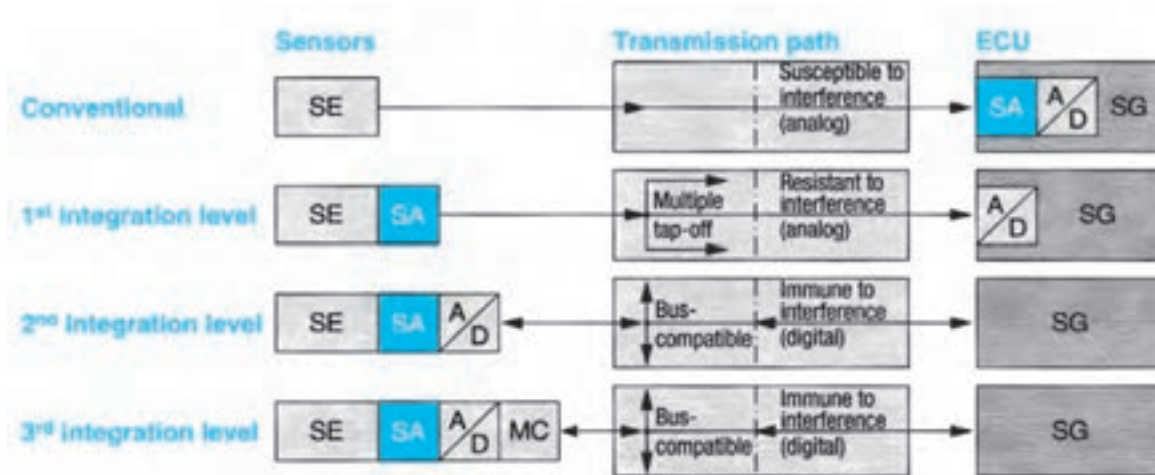 Sensors Transmission path ECU
Conventional
SE
Susceptible to
interference
(analog)
SA A/D SG
1st integration level
SE SA
Multiple
tap-off
Resistant to
interference
(analog)
A/D SG
2nd integration level
SE SA A/D
Bus-
compatible
Immune to
interference
(digital)
SG
3rd integration level
SE SA A/D MC
Bus-
compatible
Immune to
interference
(digital)
SG